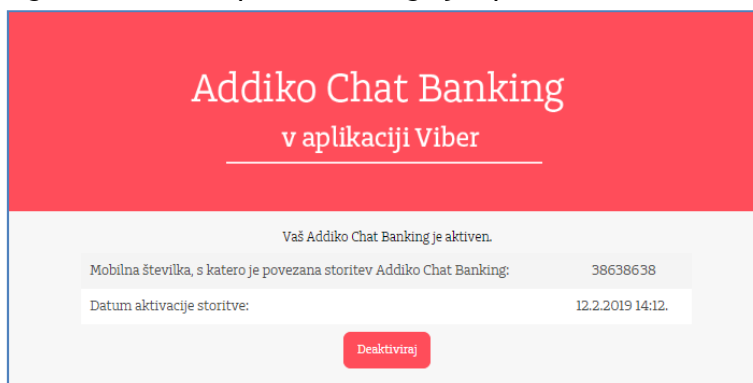 Addiko Chat Banking
v aplikaciji Viber
Vaš Addiko Chat Banking je aktiven.
Mobilna številka, s katero je povezana storitev Addiko Chat Banking: 38638638
Datum aktivacije storitve: 12.2.2019 14:12.
Deaktiviraj